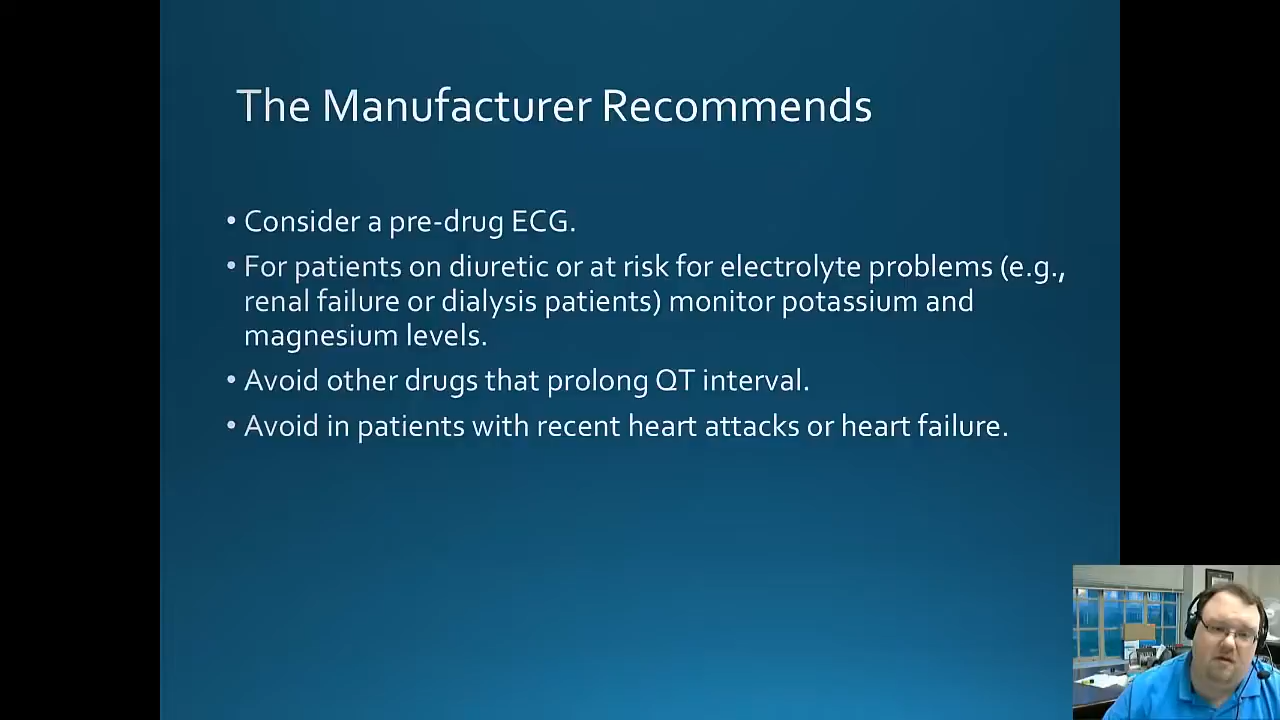 The Manufacturer Recommends
• Consider a pre-drug ECG.
• For patients on diuretic or at risk for electrolyte problems (e.g.,
renal failure or dialysis patients) monitor potassium and
magnesium levels.
• Avoid other drugs that prolong QT interval.
• Avoid in patients with recent heart attacks or heart failure.